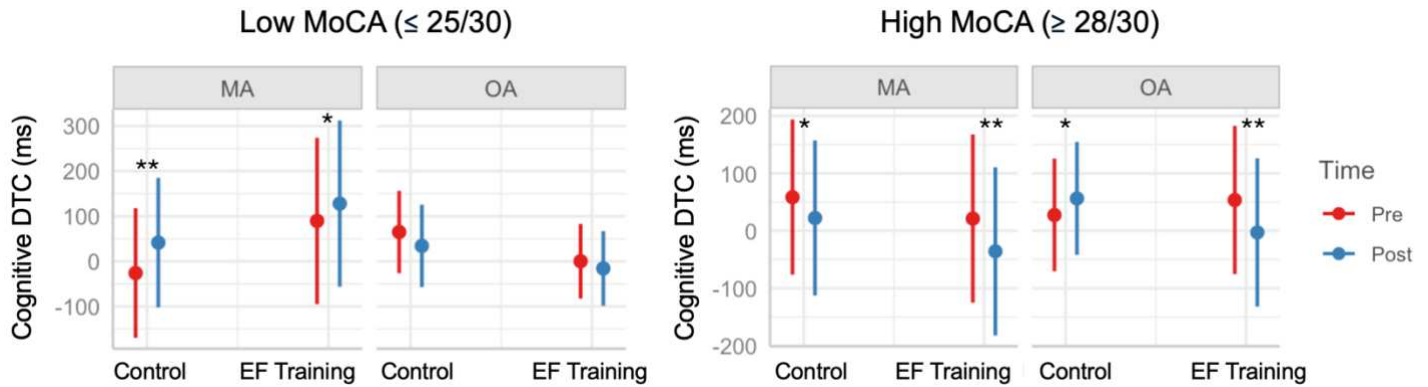 Low MoCA (≤ 25/30)
High MoCA (≥ 28/30)
MA
OA
MA
OA
Cognitive DTC (ms)
300
200
100
0
-100
**
*
Control
EF Training
Control
EF Training
Cognitive DTC (ms)
200
100
0
-100
-200
*
**
*
**
Control
EF Training
Control
EF Training
Time
Pre
Post